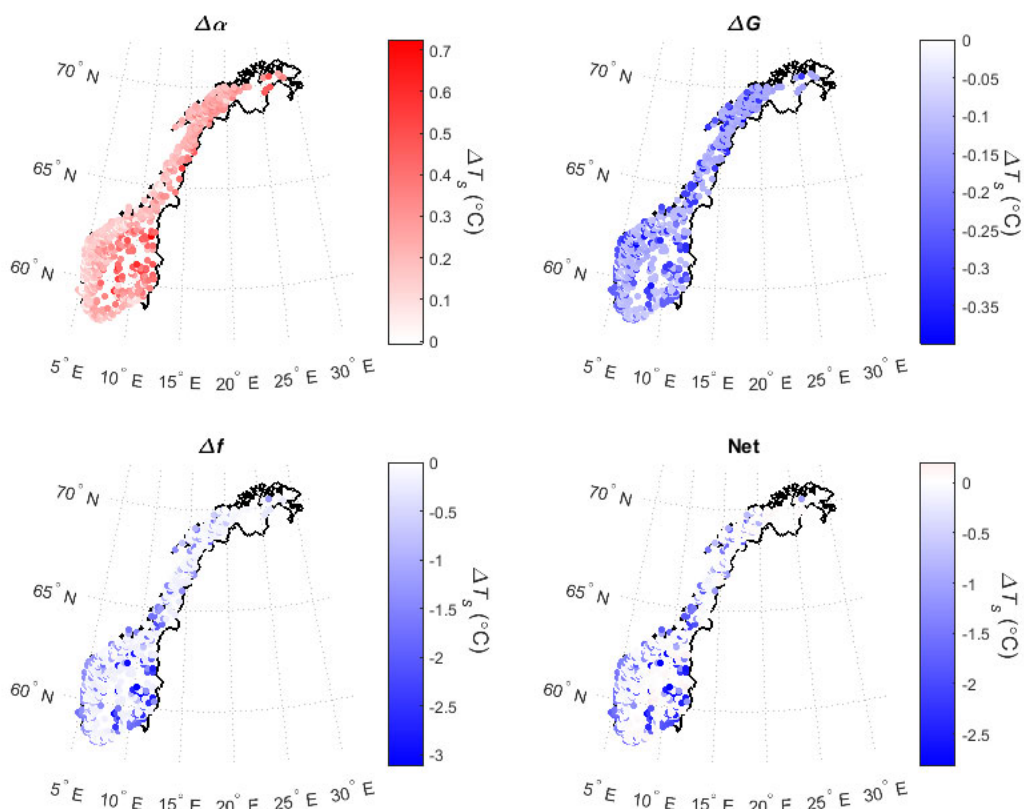 Δα
70° N
65° N
60° N
5° E
10° E
15° E
20° E
25° E
30° E
0.7
0.6
0.5
0.4
0.3
0.2
0.1
0
ΔTs (°C)
ΔG
70° N
65° N
60° N
5° E
10° E
15° E
20° E
25° E
30° E
0
-0.05
-0.1
-0.15
-0.2
-0.25
-0.3
-0.35
ΔTs (°C)
Δf
70° N
65° N
60° N
5° E
10° E
15° E
20° E
25° E
30° E
0
-0.5
-1
-1.5
-2
-2.5
-3
ΔTs (°C)
Net
70° N
65° N
60° N
5° E
10° E
15° E
20° E
25° E
30° E
0
-0.5
-1
-1.5
-2
-2.5
ΔTs (°C)